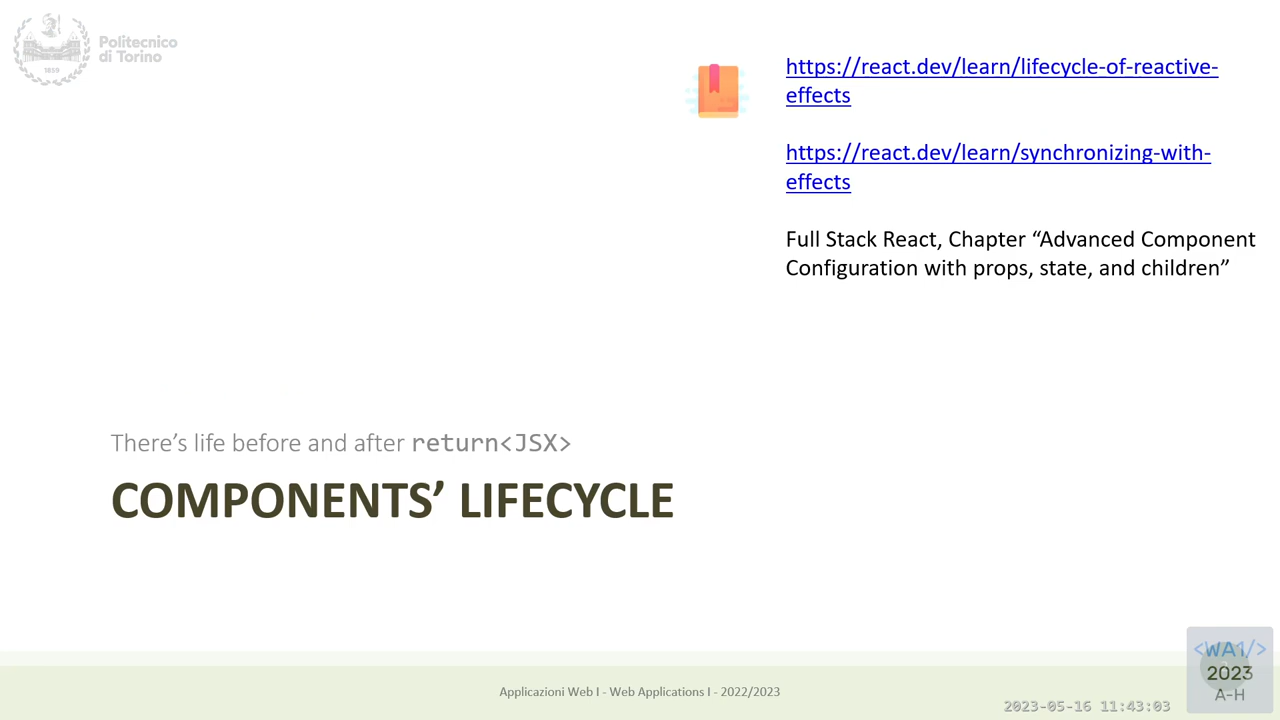 Politecnico
di Torino
1859
https://react.dev/learn/lifecycle-of-reactive-
effects
https://react.dev/learn/synchronizing-with-
effects
Full Stack React, Chapter “Advanced Component
Configuration with props, state, and children”
There’s life before and after return<JSX>
COMPONENTS’ LIFECYCLE
Applicazioni Web I - Web Applications I - 2022/2023
2023-05-16 11:43:03
<WA1/>
2023
A-H